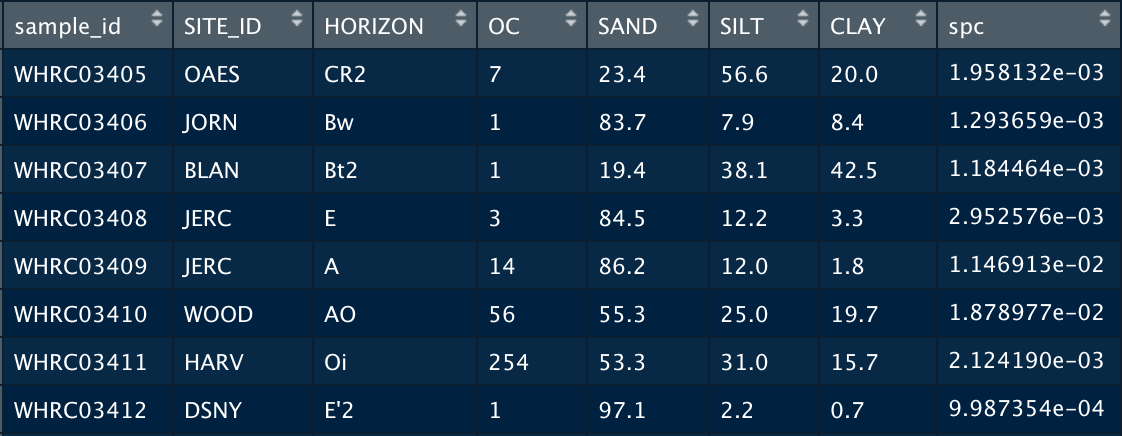 sample_id SITE_ID HORIZON OC SAND SILT CLAY spc
WHRC03405 OAES CR2 7 23.4 56.6 20.0 1.958132e-03
WHRC03406 JORN Bw 1 83.7 7.9 8.4 1.293659e-03
WHRC03407 BLAN Bt2 1 19.4 38.1 42.5 1.184464e-03
WHRC03408 JERC E 3 84.5 12.2 3.3 2.952576e-03
WHRC03409 JERC A 14 86.2 12.0 1.8 1.146913e-02
WHRC03410 WOOD AO 56 55.3 25.0 19.7 1.878977e-02
WHRC03411 HARV Oi 254 53.3 31.0 15.7 2.124190e-03
WHRC03412 DSNY E'2 1 97.1 2.2 0.7 9.987354e-04